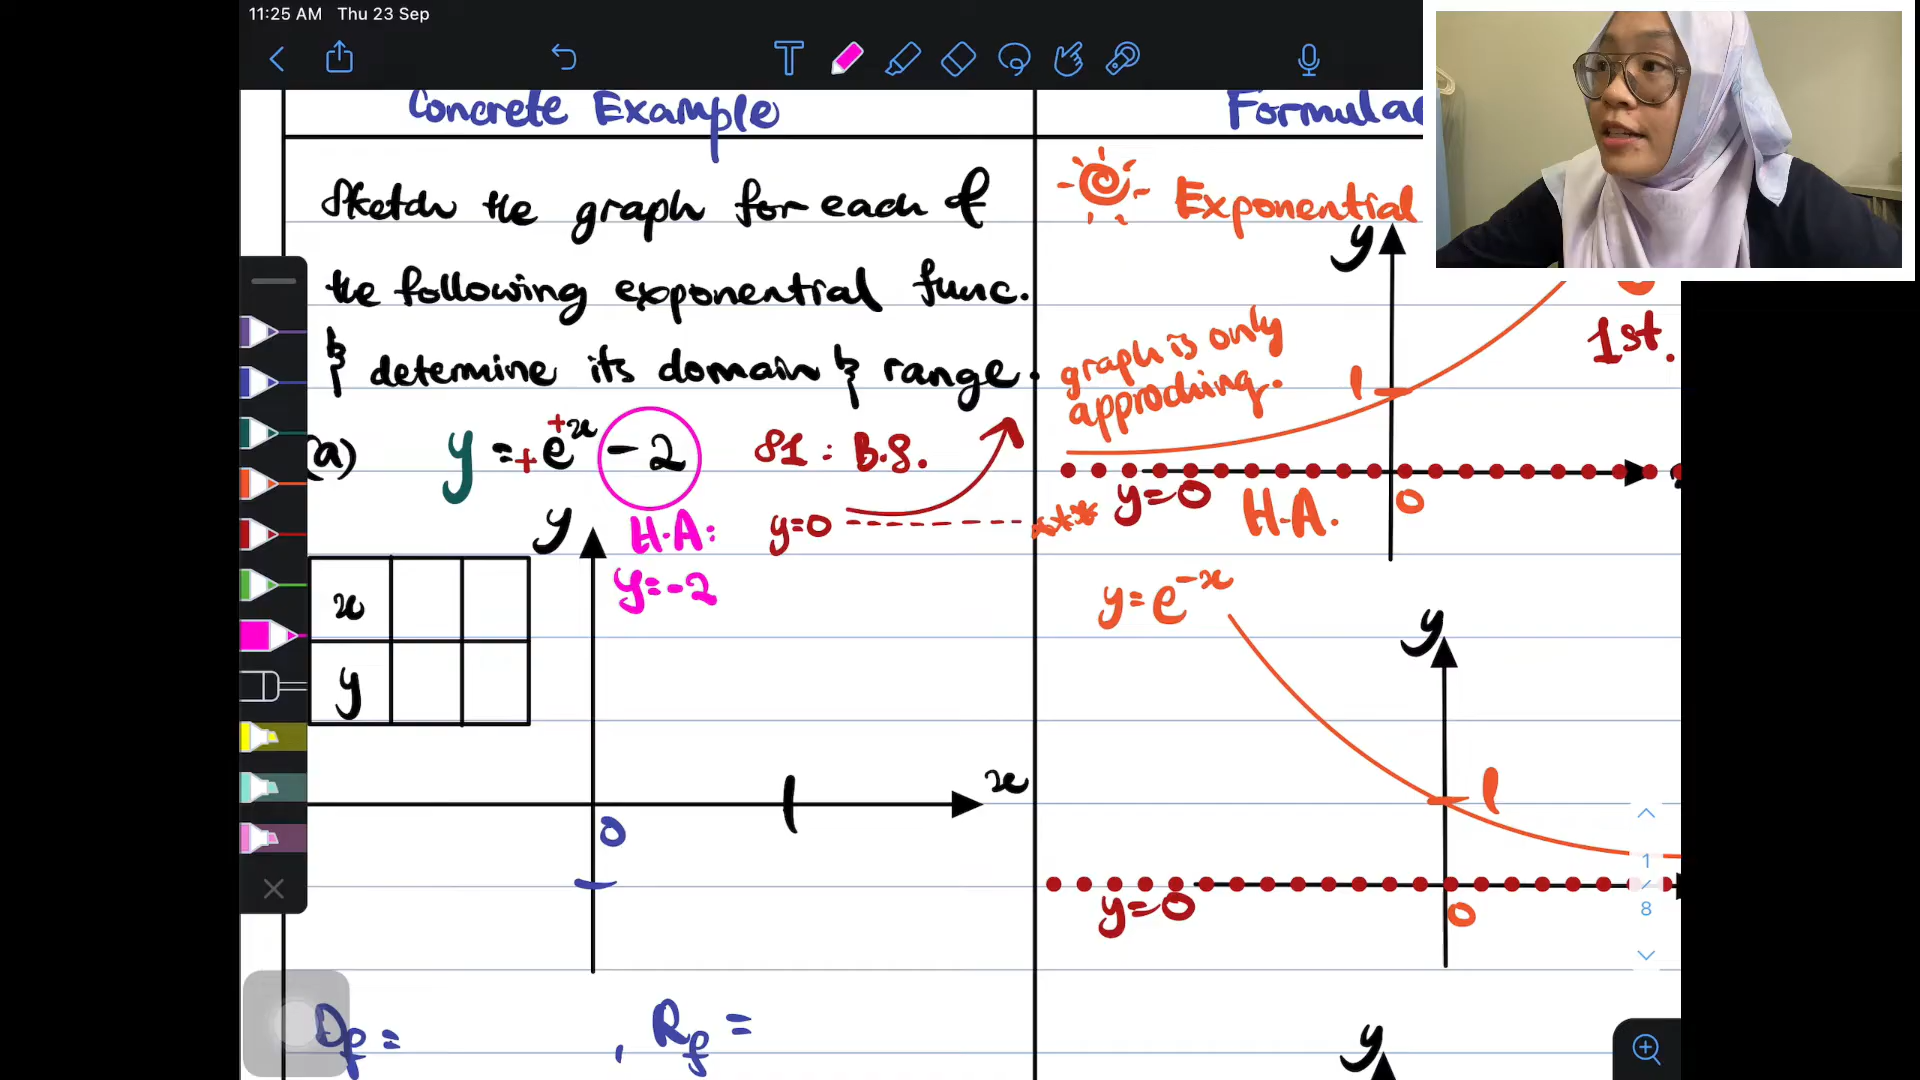 11:25 AM Thu 23 Sep
Concrete Example
Sketch the graph for each of
the following exponential func.
& determine its domain & range.
(a) y = + e^{+x} - 2
S1 : B.S.
y=0
H.A:
y=-2
y
x
y
x
0
Df = , Rf =
Formulae
Exponential
y
1st.
graph is only
approching.
1
y=0
H.A.
0
***
y=e^{-x}
y
1
y=0
0
y
1
8